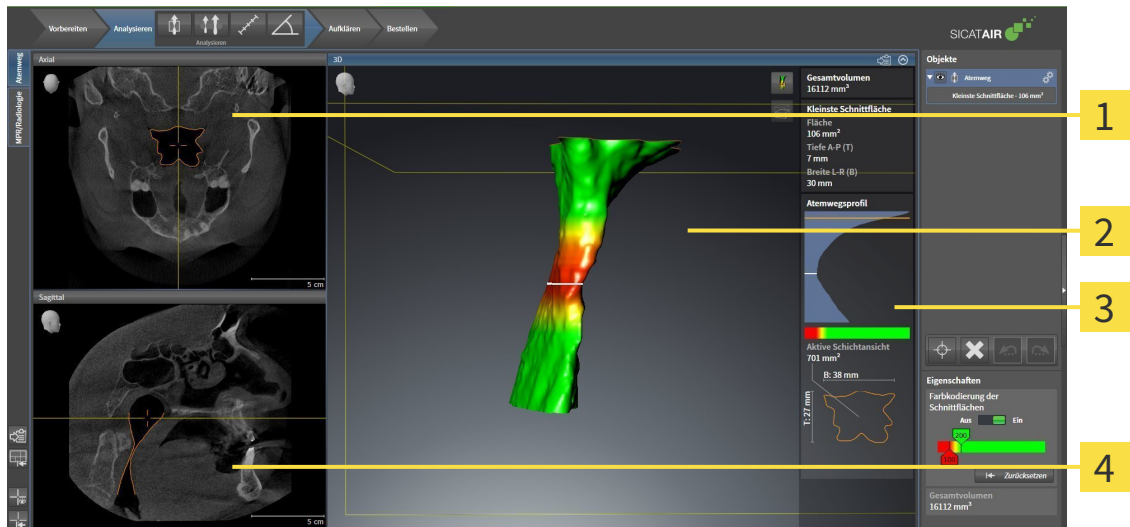 Vorbereiten
Analysieren
Analysieren
Aufklären
Bestellen
SICATAIR
Atemweg
MPR/Radiologie
Axial
5 cm
Sagittal
5 cm
3D
Gesamtvolumen
16112 mm³
Kleinste Schnittfläche
Fläche
106 mm²
Tiefe A-P (T)
7 mm
Breite L-R (B)
30 mm
Atemwegsprofil
Aktive Schichtansicht
701 mm²
B: 38 mm
T: 27 mm
Objekte
Atemweg
Kleinste Schnittfläche - 106 mm²
Eigenschaften
Farbkodierung der
Schnittflächen
Aus Ein
200
100
Zurücksetzen
Gesamtvolumen
16112 mm³
1
2
3
4